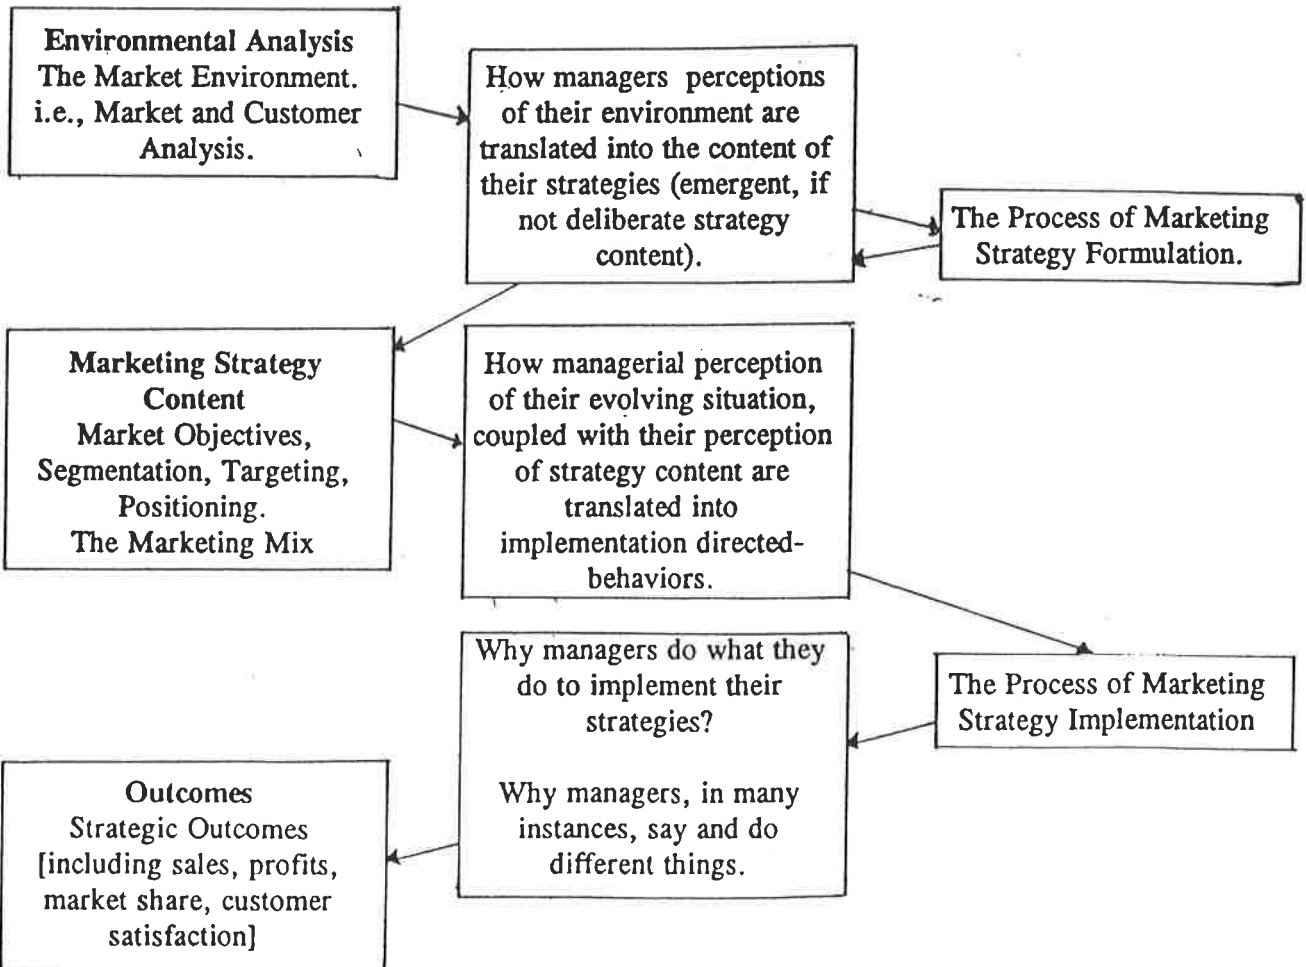 Environmental Analysis
The Market Environment.
i.e., Market and Customer
Analysis.
How managers perceptions
of their environment are
translated into the content of
their strategies (emergent, if
not deliberate strategy
content).
The Process of Marketing
Strategy Formulation.
Marketing Strategy
Content
Market Objectives,
Segmentation, Targeting,
Positioning.
The Marketing Mix
How managerial perception
of their evolving situation,
coupled with their perception
of strategy content are
translated into
implementation directed-
behaviors.
The Process of Marketing
Strategy Implementation
Why managers do what they
do to implement their
strategies?
Why managers, in many
instances, say and do
different things.
Outcomes
Strategic Outcomes
[including sales, profits,
market share, customer
satisfaction]